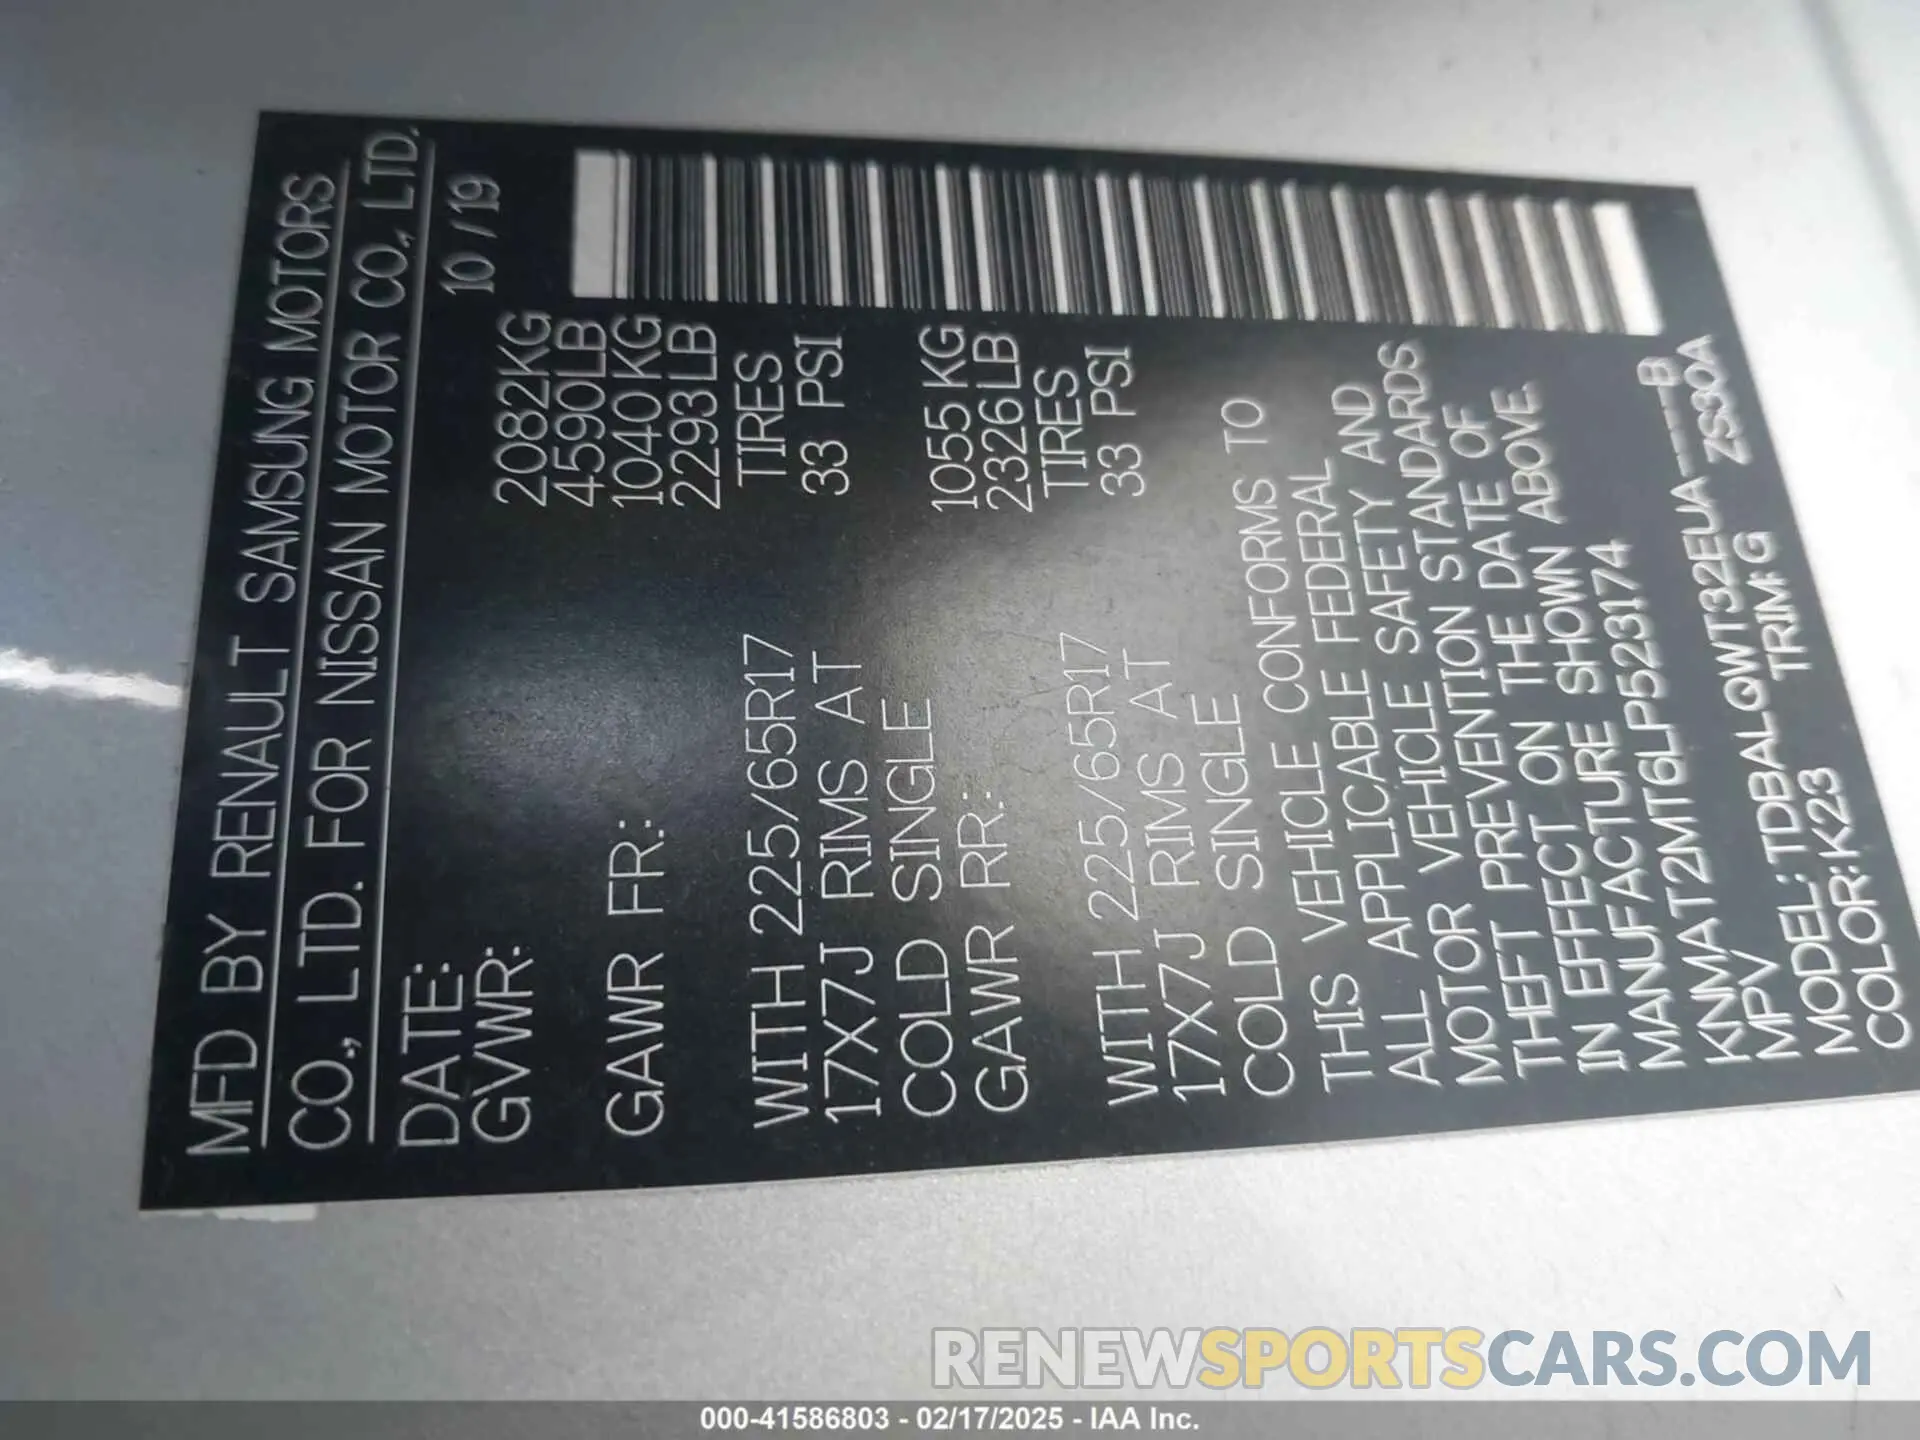 MFD BY RENAULT SAMSUNG MOTORS
CO., LTD. FOR NISSAN MOTOR CO., LTD.
DATE: 10 / 19
GVWR: 2082KG
4590LB
GAWR FR.: 1040 KG
2293LB
WITH 225/65R17 TIRES
17X7J RIMS AT 33 PSI
COLD SINGLE
GAWR RR.: 1055 KG
2326LB
WITH 225/65R17 TIRES
17X7J RIMS AT 33 PSI
COLD SINGLE
THIS VEHICLE CONFORMS TO
ALL APPLICABLE FEDERAL
MOTOR VEHICLE SAFETY AND
THEFT PREVENTION STANDARDS
IN EFFECT ON THE DATE OF
MANUFACTURE SHOWN ABOVE.
KNMAT2MT6LP523174
MPV
MODEL: TDBALQWT32EUA-----B
COLOR: K23 TRIM: G ZS30A
RENEWSPORTSCARS.COM
000-41586803 - 02/17/2025 - IAA Inc.